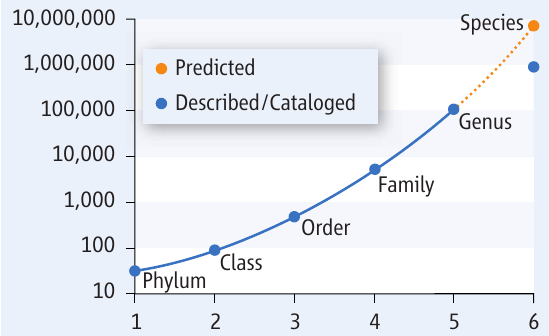 10,000,000
1,000,000
100,000
10,000
1,000
100
10
Species
Predicted
Described/Cataloged
Genus
Family
Order
Class
Phylum
1 2 3 4 5 6